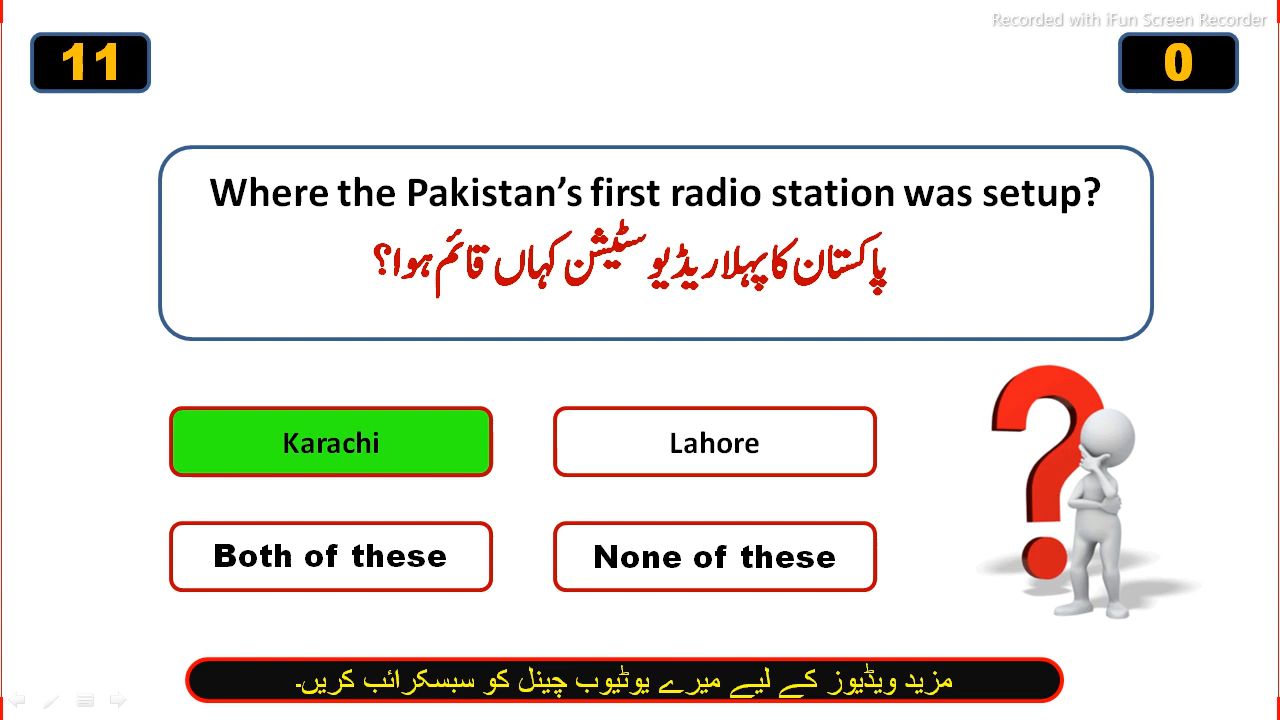 Recorded with iFun Screen Recorder
11
0
Where the Pakistan’s first radio station was setup?
پاکستان کا پہلا ریڈیو سٹیشن کہاں قائم ہوا؟
Karachi
Lahore
Both of these
None of these
مزید ویڈیوز کے لیے میرے یوٹیوب چینل کو سبسکرائب کریں۔